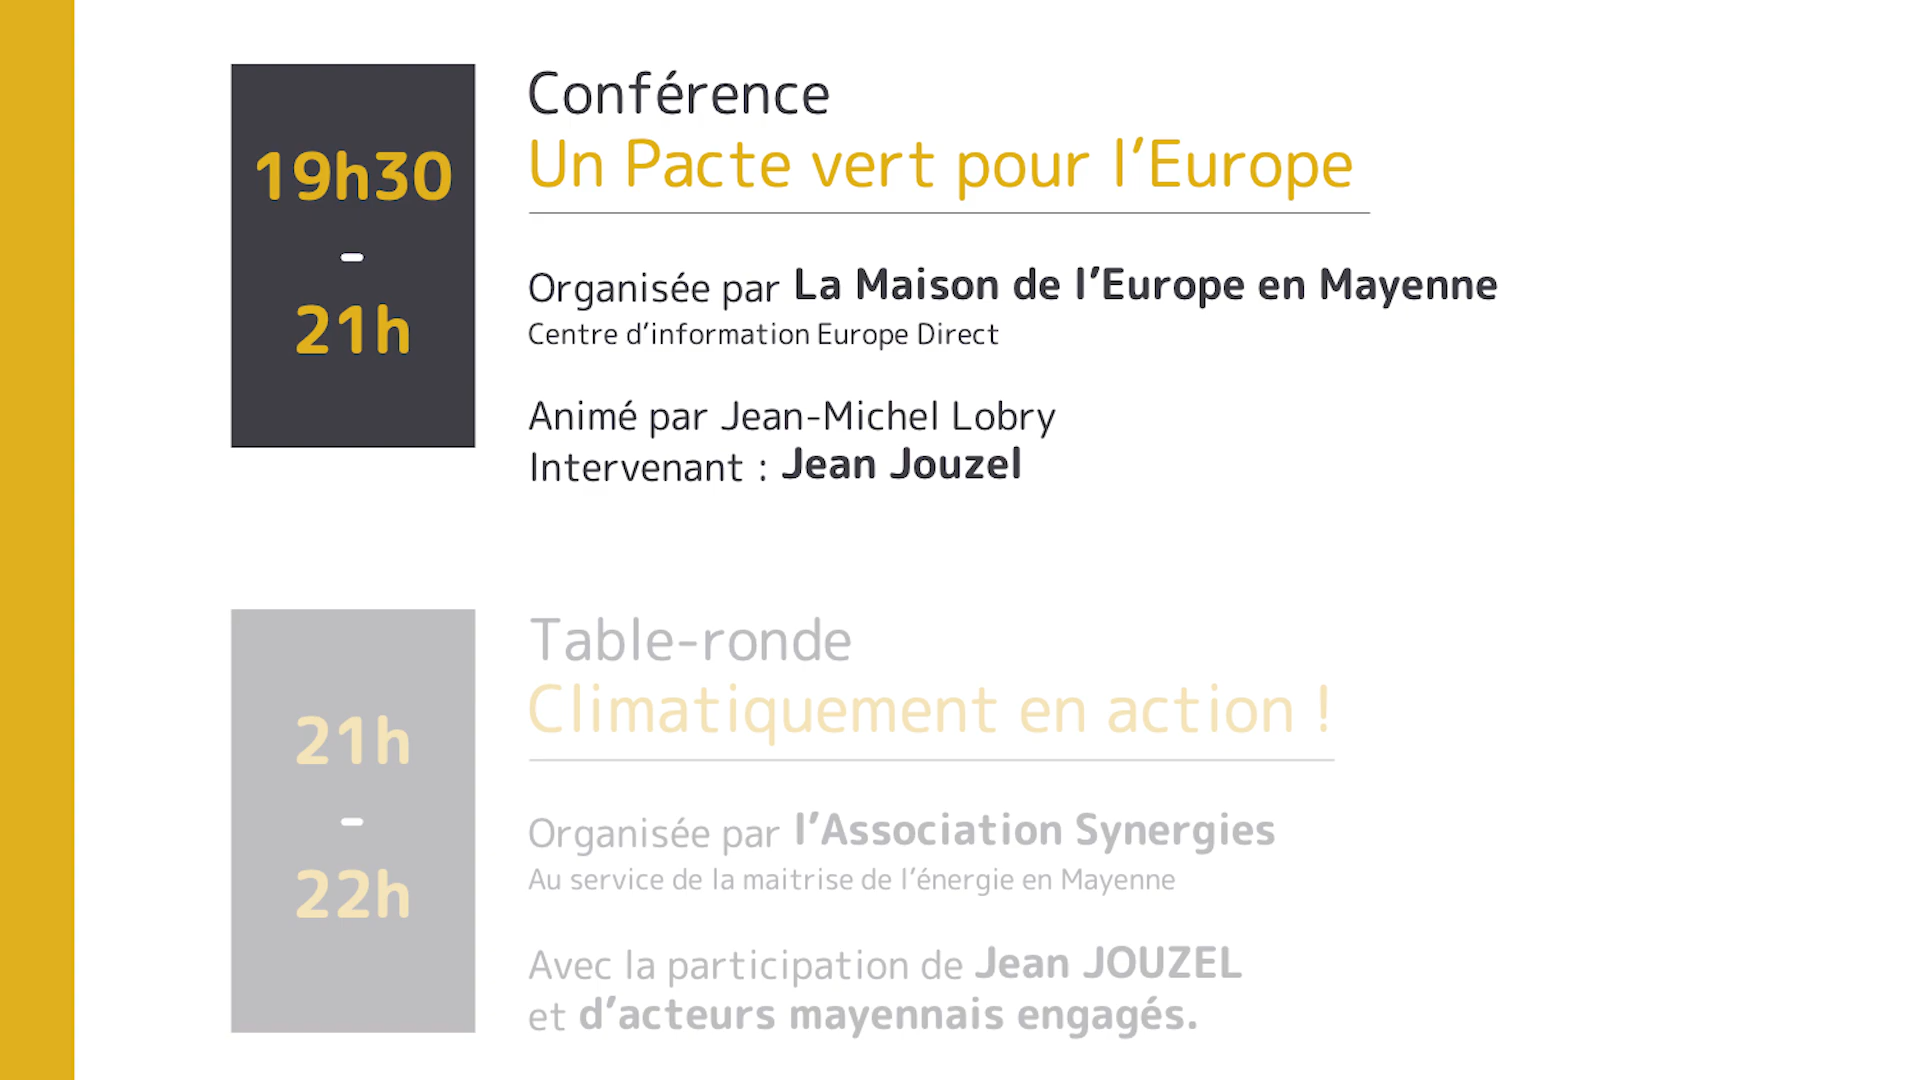 19h30
-
21h
Conférence
Un Pacte vert pour l’Europe
Organisée par La Maison de l’Europe en Mayenne
Centre d’information Europe Direct
Animé par Jean-Michel Lobry
Intervenant : Jean Jouzel
21h
-
22h
Table-ronde
Climatiquement en action !
Organisée par l’Association Synergies
Au service de la maitrise de l’énergie en Mayenne
Avec la participation de Jean JOUZEL
et d’acteurs mayennais engagés.